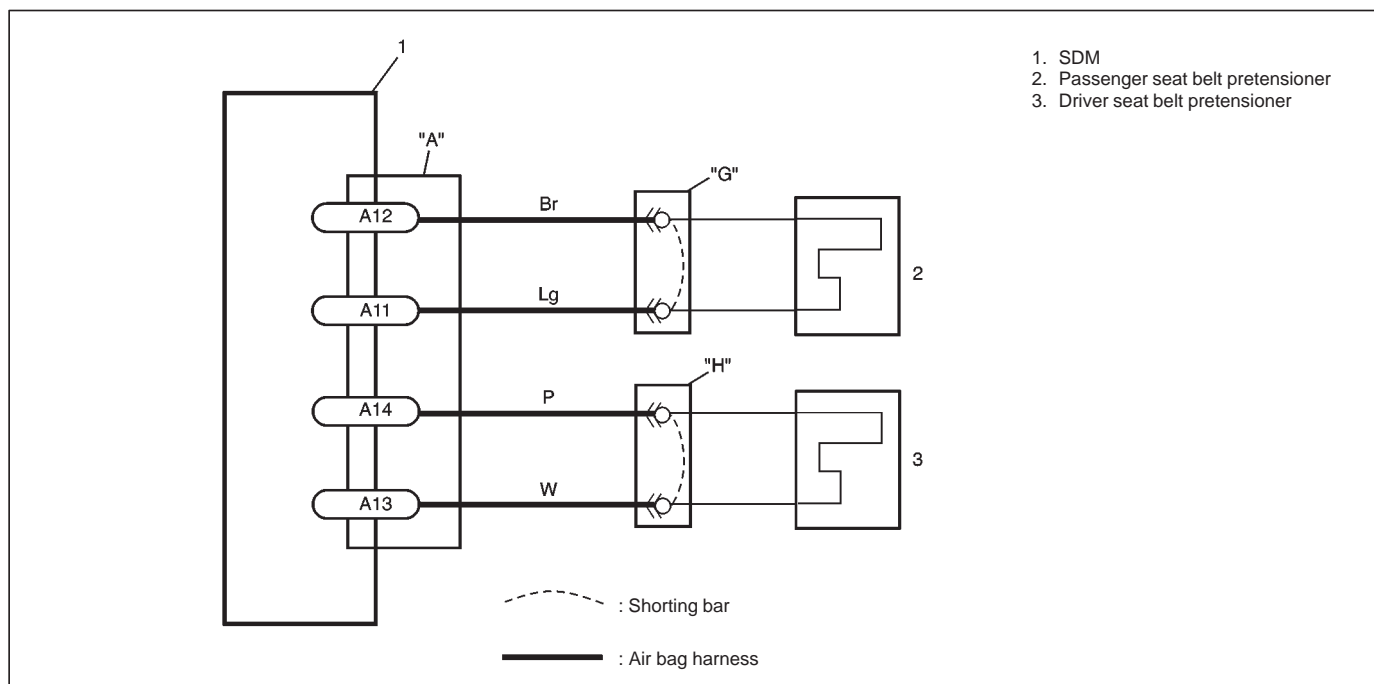 1
1. SDM
2. Passenger seat belt pretensioner
3. Driver seat belt pretensioner
"A"
"G"
A12
Br
2
A11
Lg
"H"
A14
P
3
A13
W
: Shorting bar
: Air bag harness